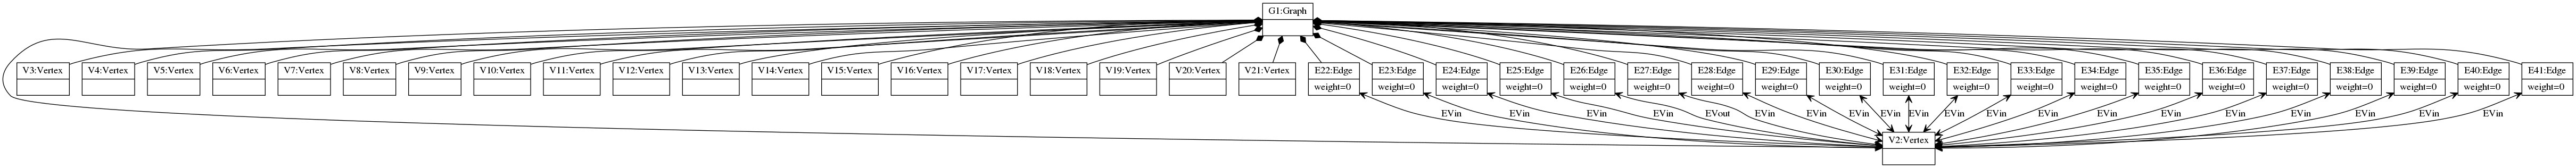 G1:Graph
V3:Vertex V4:Vertex V5:Vertex V6:Vertex V7:Vertex V8:Vertex V9:Vertex V10:Vertex V11:Vertex V12:Vertex V13:Vertex V14:Vertex V15:Vertex V16:Vertex V17:Vertex V18:Vertex V19:Vertex V20:Vertex V21:Vertex E22:Edge E23:Edge E24:Edge E25:Edge E26:Edge E27:Edge E28:Edge E29:Edge E30:Edge E31:Edge E32:Edge E33:Edge E34:Edge E35:Edge E36:Edge E37:Edge E38:Edge E39:Edge E40:Edge E41:Edge
weight=0 weight=0 weight=0 weight=0 weight=0 weight=0 weight=0 weight=0 weight=0 weight=0 weight=0 weight=0 weight=0 weight=0 weight=0 weight=0 weight=0 weight=0 weight=0 weight=0
EVin EVin EVin EVout EVin EVin EVin EVin EVin EVin EVin EVin EVin EVin EVin EVin EVin EVin EVin EVin
V2:Vertex